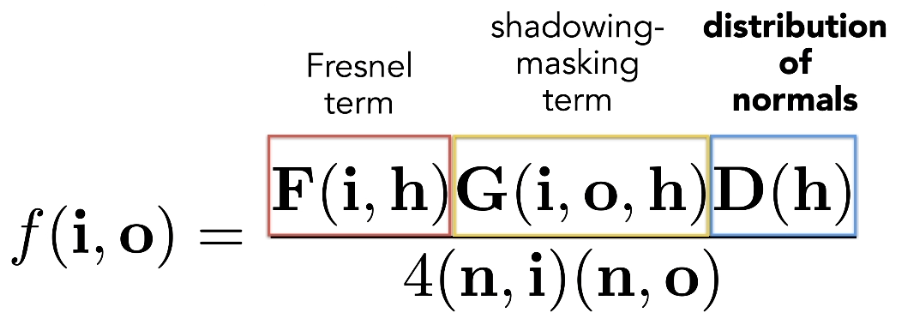 Fresnel
term
shadowing-
masking
term
distribution
of
normals
f(i, o) = F(i, h)G(i, o, h)D(h)
4(n, i)(n, o)